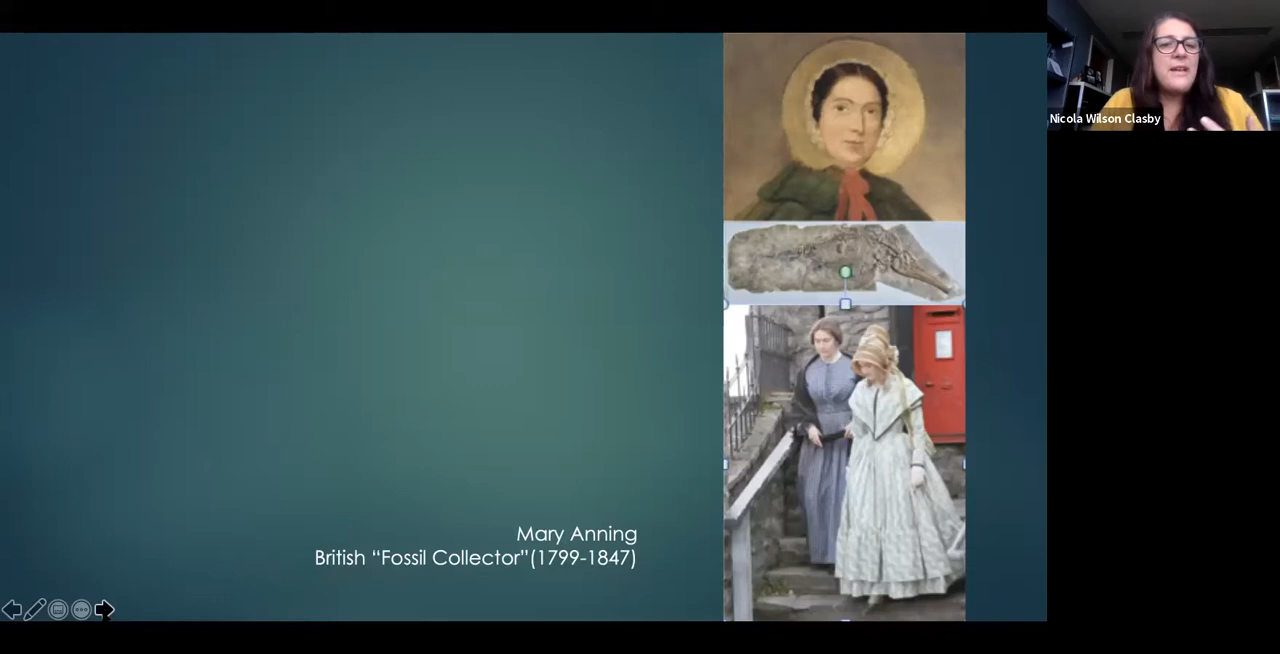 Nicola Wilson Clasby
Mary Anning
British “Fossil Collector”(1799-1847)